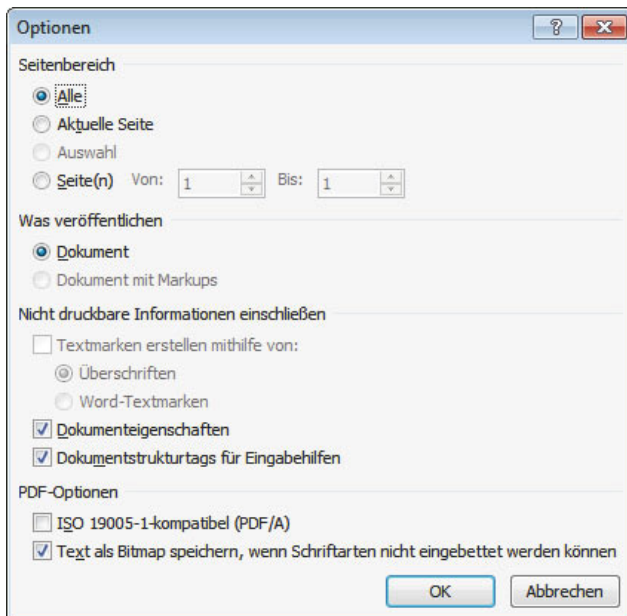 Optionen
Seitenbereich
Alle
Aktuelle Seite
Auswahl
Seite(n) Von: 1 Bis: 1
Was veröffentlichen
Dokument
Dokument mit Markups
Nicht druckbare Informationen einschließen
Textmarken erstellen mithilfe von:
Überschriften
Word-Textmarken
Dokumenteigenschaften
Dokumentstrukturtags für Eingabehilfen
PDF-Optionen
ISO 19005-1-kompatibel (PDF/A)
Text als Bitmap speichern, wenn Schriftarten nicht eingebettet werden können
OK Abbrechen